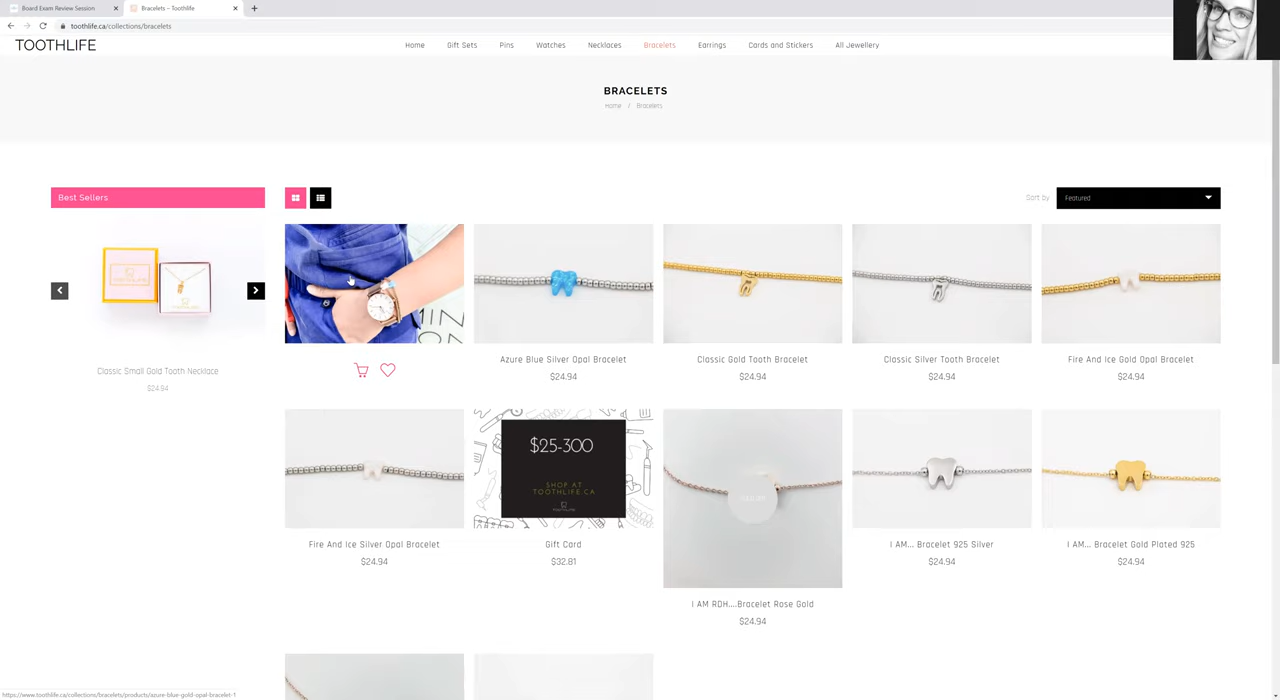 Board Exam Review Session
Bracelets – Toothlife
toothlife.ca/collections/bracelets
TOOTHLIFE
Home
Gift Sets
Pins
Watches
Necklaces
Bracelets
Earrings
Cards and Stickers
All Jewellery
BRACELETS
Home / Bracelets
Best Sellers
Sort by
Featured
Classic Small Gold Tooth Necklace
$24.94
Azure Blue Silver Opal Bracelet
$24.94
Classic Gold Tooth Bracelet
$24.94
Classic Silver Tooth Bracelet
$24.94
Fire And Ice Gold Opal Bracelet
$24.94
Fire And Ice Silver Opal Bracelet
$24.94
$25-300
SHOP AT
TOOTHLIFE.CA
TOOTHLIFE
Gift Card
$32.81
I AM RDH....Bracelet Rose Gold
$24.94
I AM... Bracelet 925 Silver
$24.94
I AM... Bracelet Gold Plated 925
$24.94
https://www.toothlife.ca/collections/bracelets/products/azure-blue-gold-opal-bracelet-1